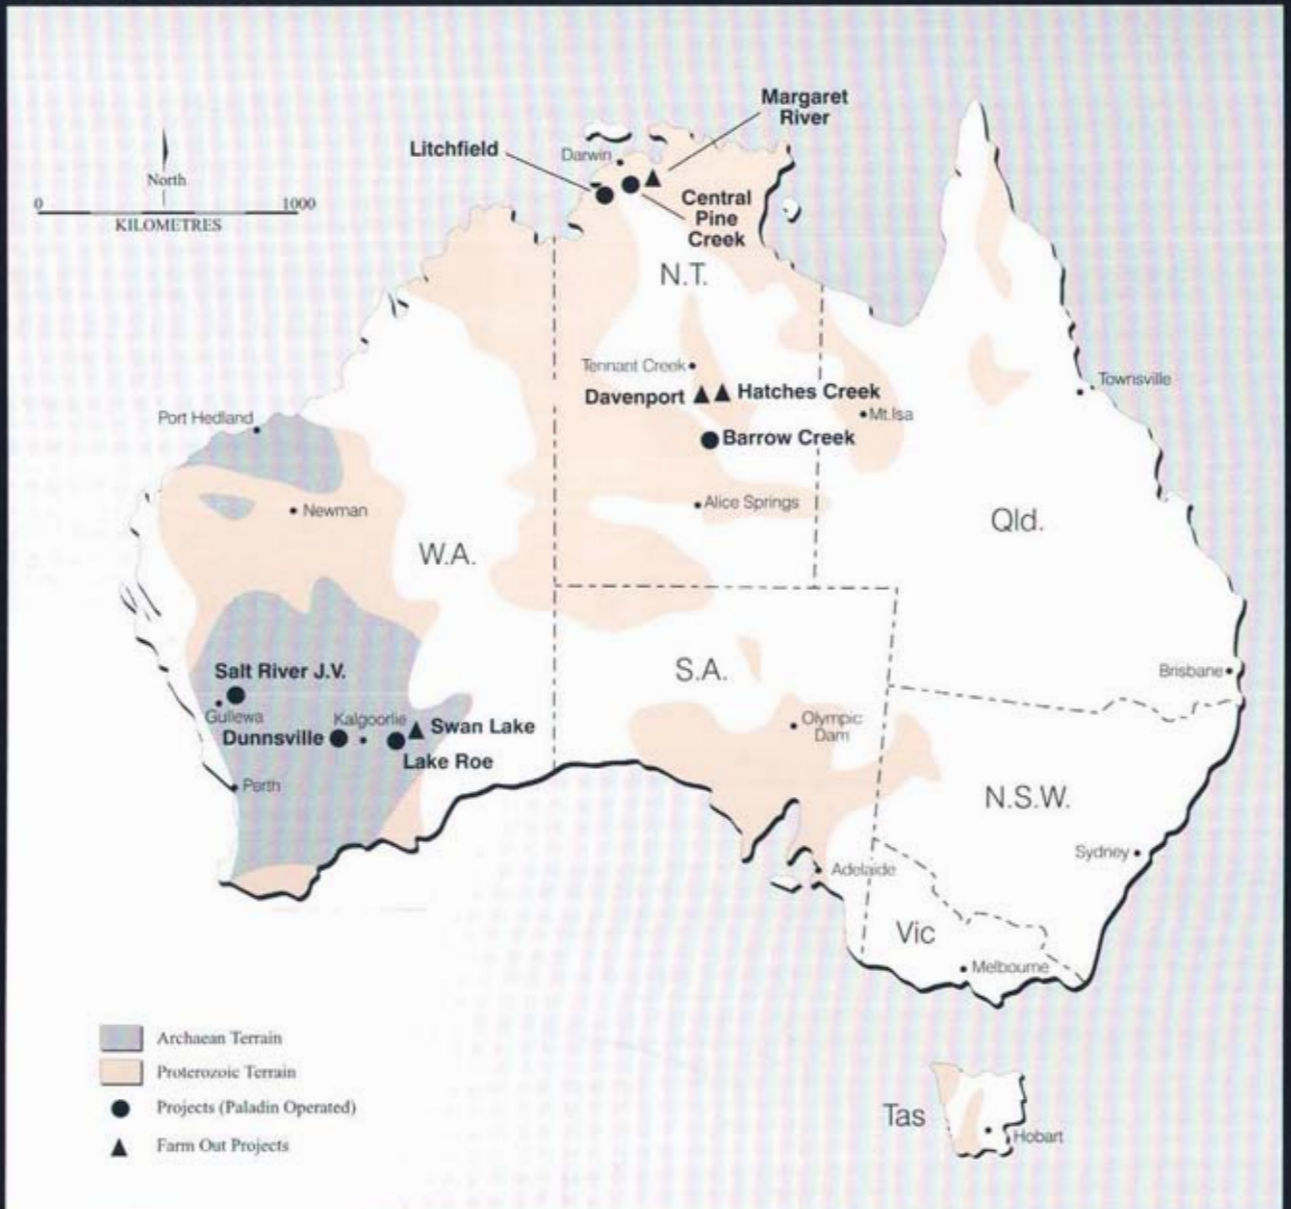 Margaret
River
Litchfield
Darwin
North
0 1000
KILOMETRES
Central
Pine
Creek
N.T.
Tennant Creek
Davenport
Hatches Creek
Townsville
Port Hedland
Mt.Isa
Barrow Creek
Alice Springs
Newman
Qld.
W.A.
Salt River J.V.
S.A.
Brisbane
Gullewa
Kalgoorlie
Swan Lake
Dunnsville
Lake Roe
Olympic
Dam
Perth
N.S.W.
Sydney
Adelaide
Vic
Melbourne
Archaean Terrain
Proterozoic Terrain
Projects (Paladin Operated)
Farm Out Projects
Tas
Hobart